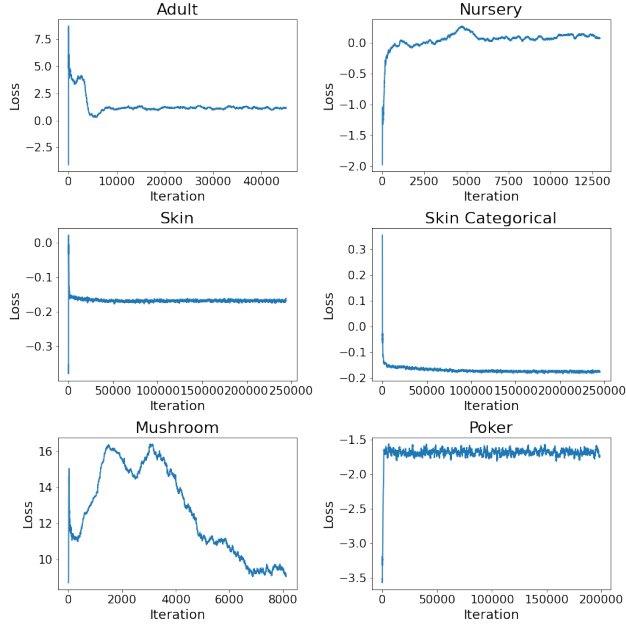 Adult
Nursery
7.5
5.0
2.5
0.0
−2.5
Loss
0 10000 20000 30000 40000
Iteration
0.0
−0.5
−1.0
−1.5
−2.0
Loss
0 2500 5000 7500 10000 12500
Iteration
Skin
Skin Categorical
0.0
−0.1
−0.2
−0.3
Loss
0 50000 100000 150000 200000 250000
Iteration
0.3
0.2
0.1
0.0
−0.1
−0.2
Loss
0 50000 100000 150000 200000 250000
Iteration
Mushroom
Poker
16
14
12
10
Loss
0 2000 4000 6000 8000
Iteration
−1.5
−2.0
−2.5
−3.0
−3.5
Loss
0 50000 100000 150000 200000
Iteration